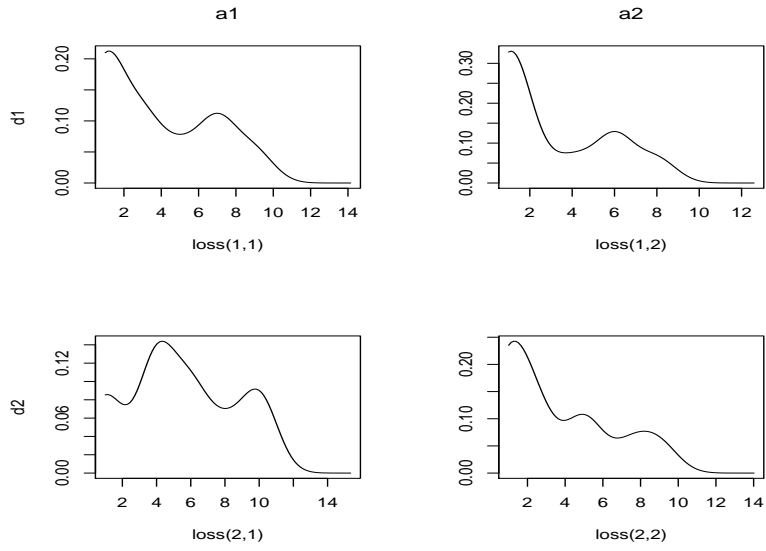 a1
a2
d1
0.00 0.10 0.20
2 4 6 8 10 12 14
loss(1,1)
0.00 0.10 0.20 0.30
2 4 6 8 10 12
loss(1,2)
d2
0.00 0.06 0.12
2 4 6 8 10 14
loss(2,1)
0.00 0.10 0.20
2 4 6 8 10 12 14
loss(2,2)